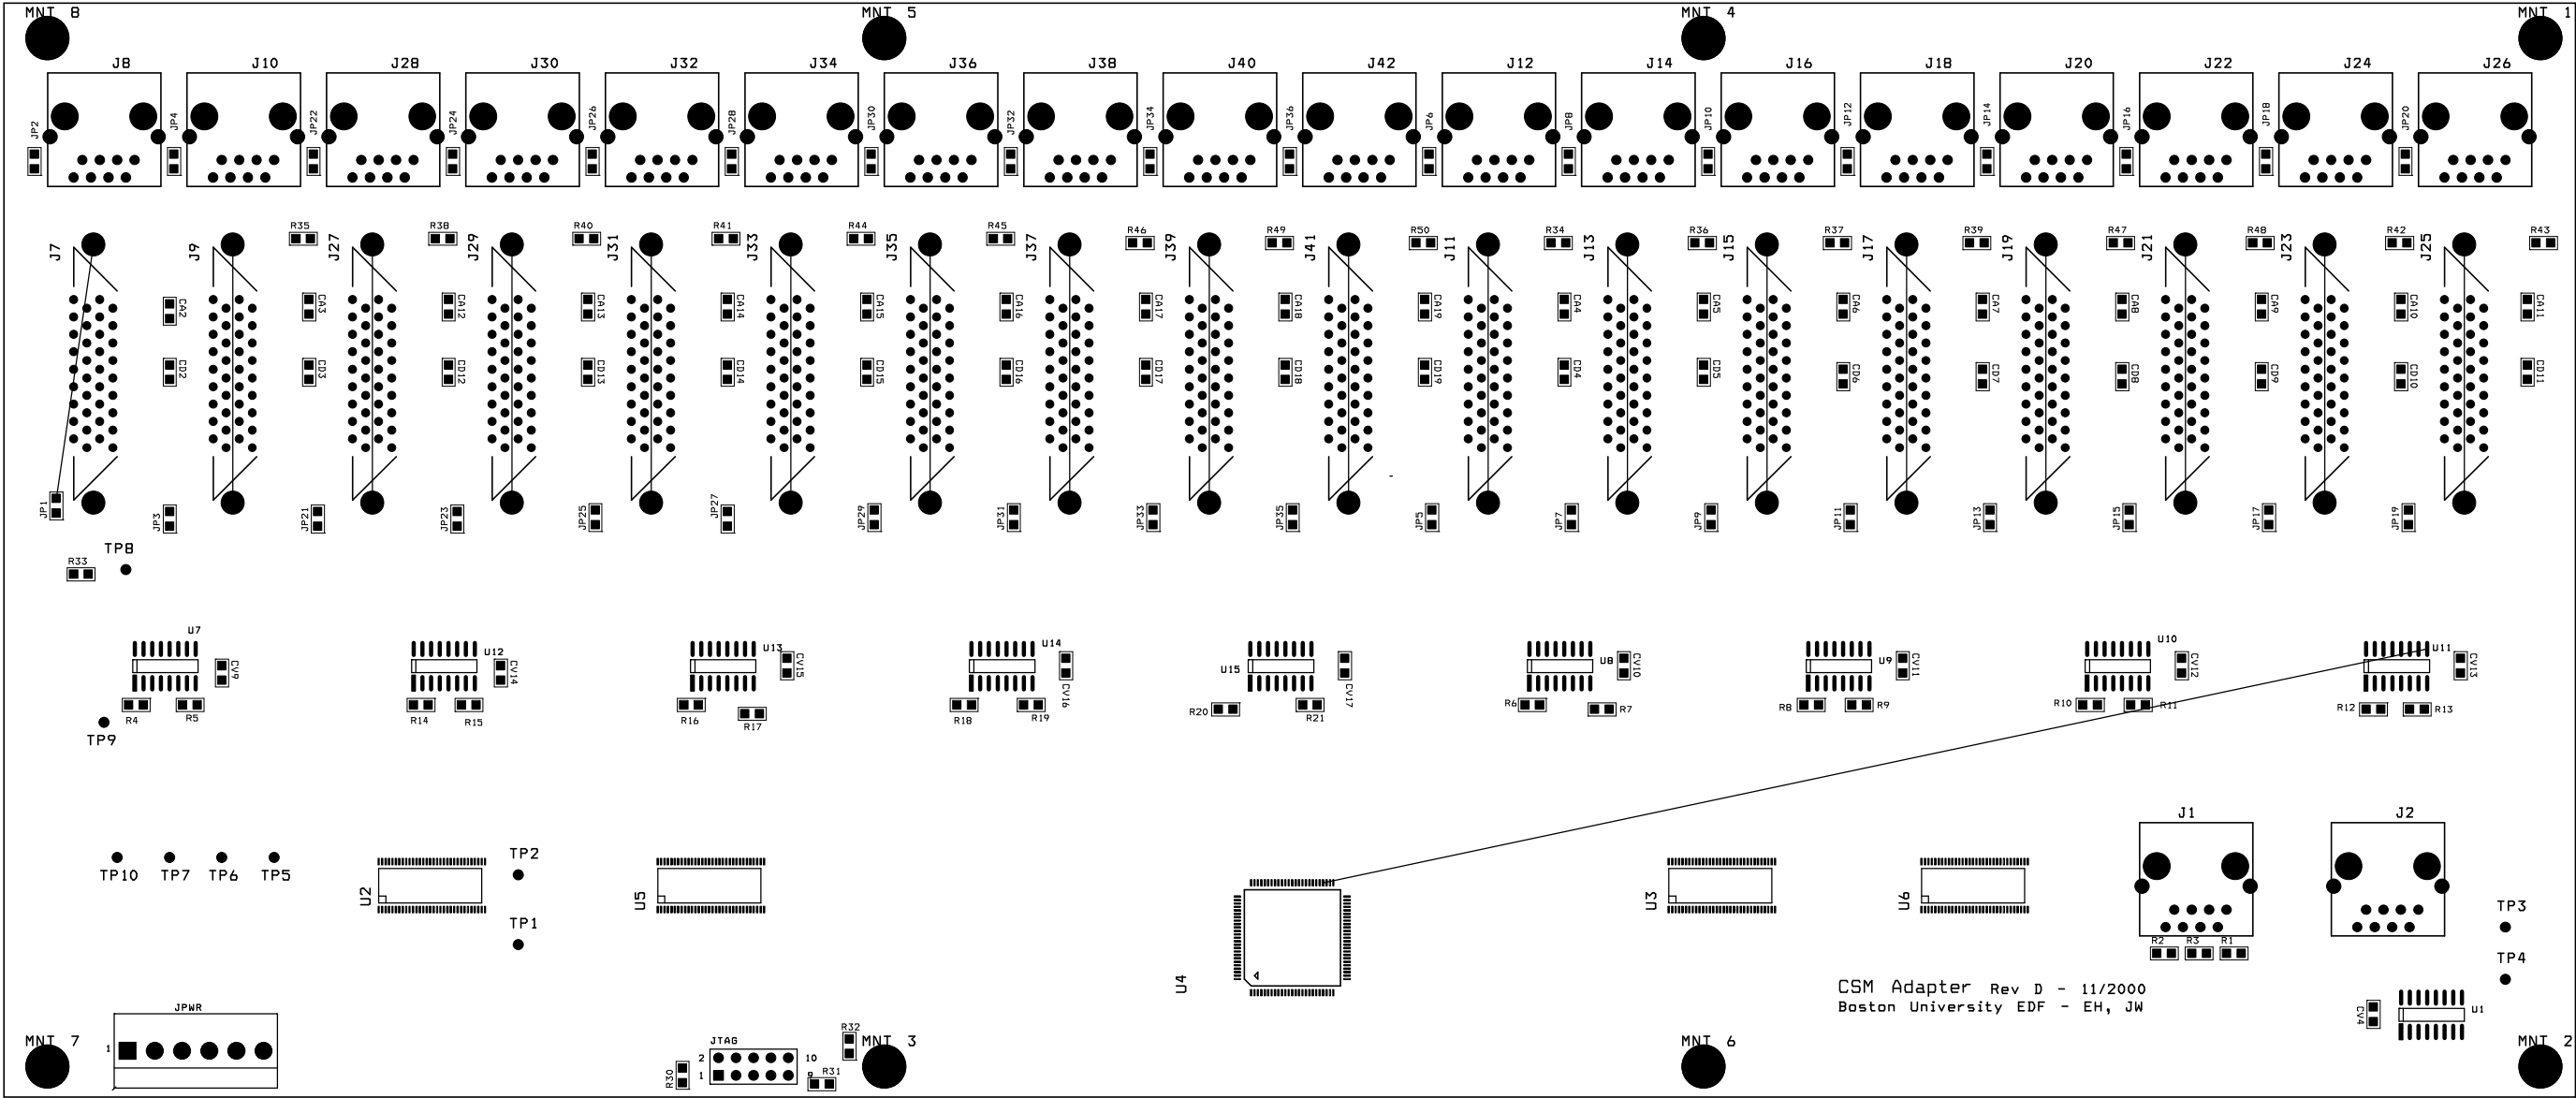 MNT 8 MNT 5 MNT 4 MNT 1
J8 J10 J28 J30 J32 J34 J36 J38 J40 J42 J12 J14 J16 J18 J20 J22 J24 J26
JP2 JP4 JP22 JP24 JP26 JP28 JP30 JP32 JP34 JP36 JP6 JP8 JP10 JP12 JP14 JP16 JP18 JP20
R35 R38 R40 R41 R44 R45 R46 R49 R50 R34 R36 R37 R39 R47 R48 R42 R43
J7 J9 J27 J29 J31 J33 J35 J37 J39 J41 J11 J13 J15 J17 J19 J21 J23 J25
CA2 CA3 CA12 CA13 CA14 CA15 CA16 CA17 CA18 CA19 CA4 CA5 CA6 CA7 CA8 CA9 CA10 CA11
CD2 CD3 CD12 CD13 CD14 CD15 CD16 CD17 CD18 CD19 CD4 CD5 CD6 CD7 CD8 CD9 CD10 CD11
JP1 JP3 JP21 JP23 JP25 JP27 JP29 JP31 JP33 JP35 JP5 JP7 JP9 JP11 JP13 JP15 JP17 JP19
TP8
R33
U7 U12 U13 U14 U15 U8 U9 U10 U11
CV9 CV14 CV15 CV16 CV17 CV10 CV11 CV12 CV13
R4 R5 R14 R15 R16 R17 R18 R19 R20 R21 R6 R7 R8 R9 R10 R11 R12 R13
TP9
J1 J2
TP2
TP10 TP7 TP6 TP5
U2 U5 U3 U6
TP3
TP1
R2 R3 R1
TP4
U4
CSM Adapter Rev D - 11/2000
Boston University EDF - EH, JW
JPWR
CV4 U1
R32
MNT 7 JTAG MNT 3 MNT 6 MNT 2
1 2 10
R30 1 9 R31